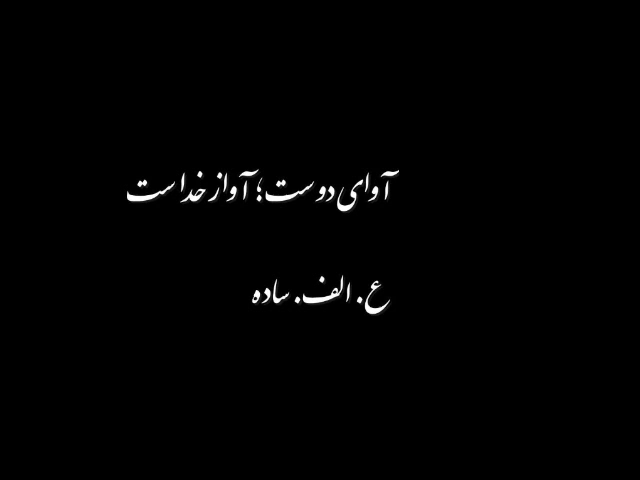 آوای دوست؛ آواز خداست
ع. الف. ساده